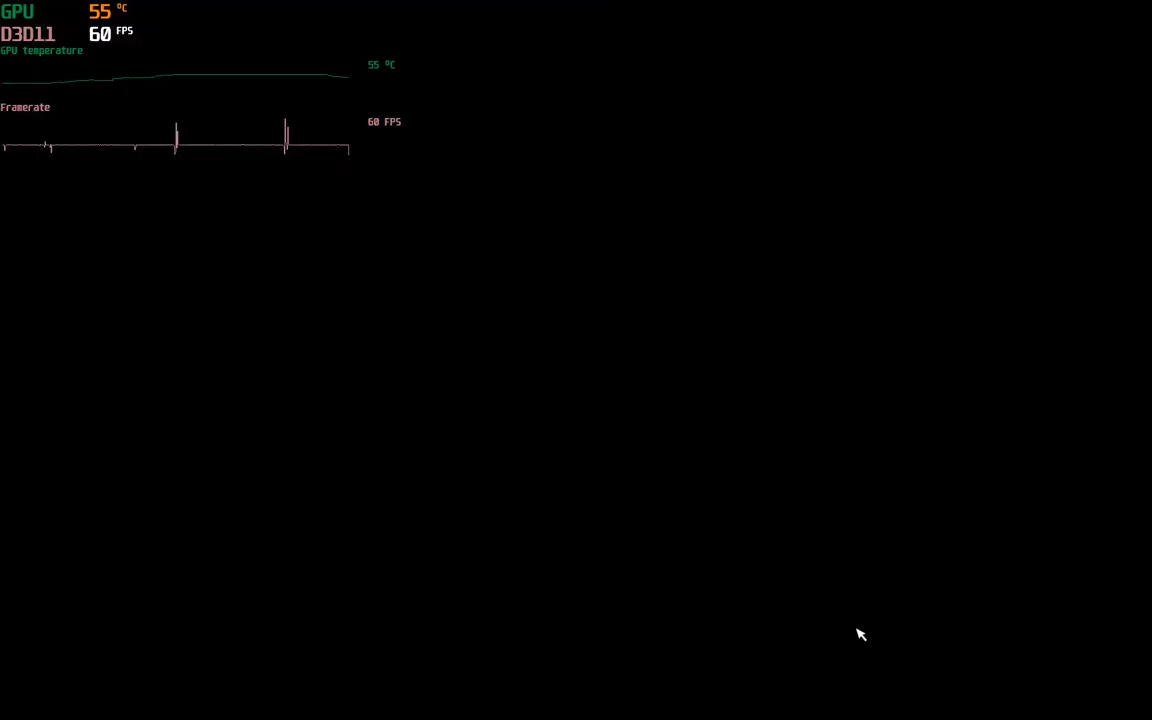 GPU 55 °C
D3D11 60 FPS
GPU temperature
55 °C
Framerate
60 FPS